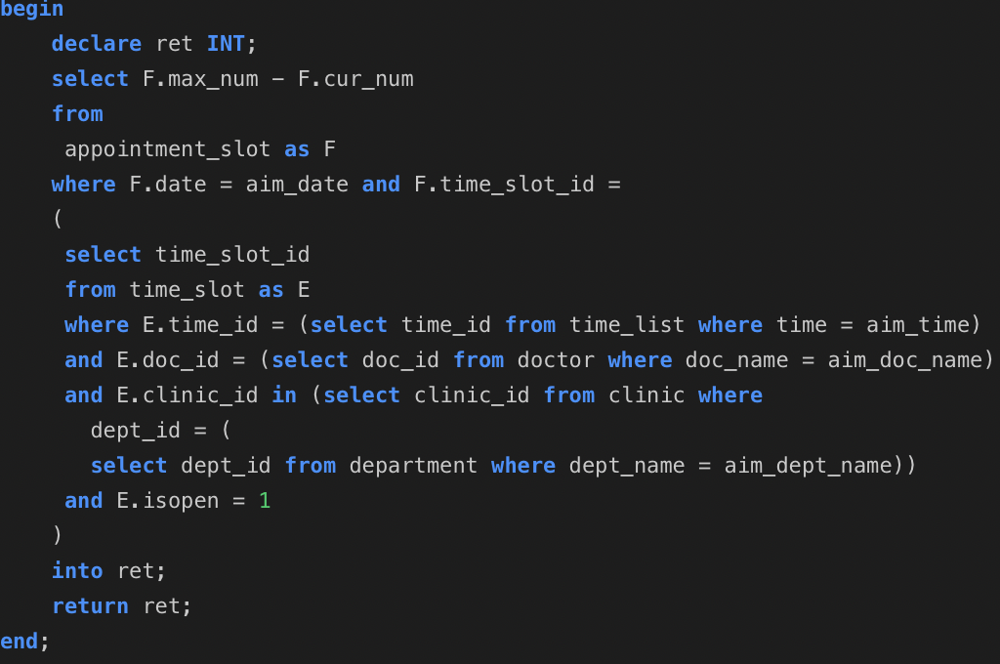 begin
    declare ret INT;
    select F.max_num − F.cur_num
    from
     appointment_slot as F
    where F.date = aim_date and F.time_slot_id =
    (
     select time_slot_id
     from time_slot as E
     where E.time_id = (select time_id from time_list where time = aim_time)
     and E.doc_id = (select doc_id from doctor where doc_name = aim_doc_name)
     and E.clinic_id in (select clinic_id from clinic where
       dept_id = (
       select dept_id from department where dept_name = aim_dept_name))
     and E.isopen = 1
    )
    into ret;
    return ret;
end;